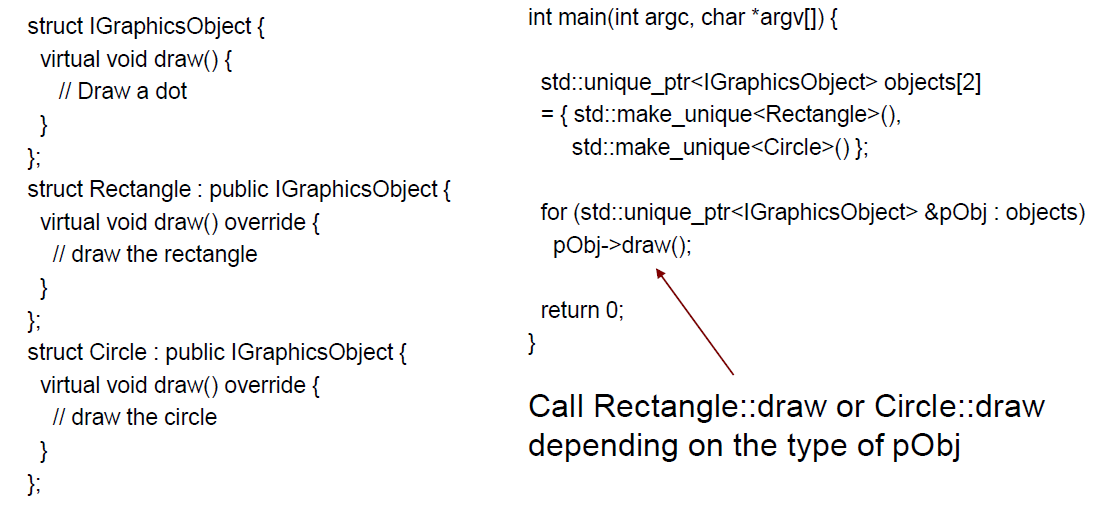 struct IGraphicsObject {
virtual void draw() {
// Draw a dot
}
};
struct Rectangle : public IGraphicsObject {
virtual void draw() override {
// draw the rectangle
}
};
struct Circle : public IGraphicsObject {
virtual void draw() override {
// draw the circle
}
};
int main(int argc, char *argv[]) {
std::unique_ptr<IGraphicsObject> objects[2]
= { std::make_unique<Rectangle>(),
std::make_unique<Circle>() };
for (std::unique_ptr<IGraphicsObject> &pObj : objects)
pObj->draw();
return 0;
}
Call Rectangle::draw or Circle::draw
depending on the type of pObj